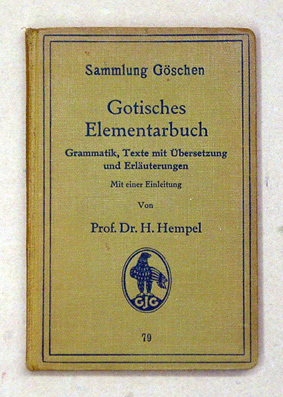 Sammlung Göschen
Gotisches
Elementarbuch
Grammatik, Texte mit Übersetzung
und Erläuterungen
Mit einer Einleitung
Von
Prof. Dr. H. Hempel
GJG
79